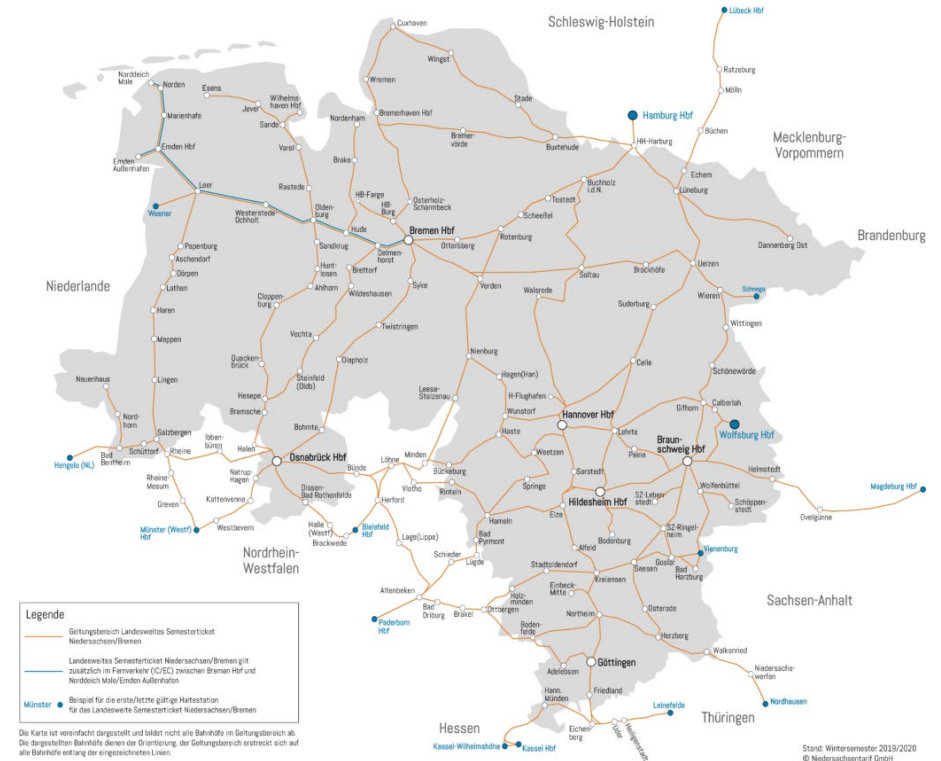 Schleswig-Holstein
Lübeck Hbf
Cuxhaven
Wingst
Ratzeburg
Norddeich
Mole
Norden
Esens
Wilhelms-
haven Hbf
Wremen
Stade
Mölln
Marienhafe
Jever
Sande
Nordenham
Bremerhaven Hbf
Hamburg Hbf
Mecklenburg-
Vorpommern
Emden Hbf
Varel
Bremer-
vörde
Buxtehude
HH-Harburg
Büchen
Emden
Außenhafen
Brake
Echem
Leer
Rastede
HB-Farge
HB-
Burg
Osterholz-
Scharmbeck
Buchholz
i.d.N.
Tostedt
Lüneburg
Weener
Westerstede-
Ochholt
Olden-
burg
Hude
Bremen Hbf
Scheeßel
Rotenburg
Ottersberg
Dannenberg Ost
Brandenburg
Papenburg
Sandkrug
Delmen-
horst
Aschendorf
Dörpen
Hunt-
losen
Brettorf
Syke
Verden
Soltau
Brockhöfe
Uelzen
Niederlande
Lathen
Ahlhorn
Wildeshausen
Walsrode
Wieren
Schnega
Haren
Cloppen-
burg
Twistringen
Suderburg
Wittingen
Meppen
Vechta
Quacken-
brück
Diepholz
Nienburg
Celle
Schönewörde
Neuenhaus
Lingen
Steinfeld
(Oldb)
Hagen(Han)
Leese-
Stolzenau
H-Flughafen
Nord-
horn
Hesepe
Bramsche
Wunstorf
Hannover Hbf
Gifhorn
Calberlah
Bohmte
Haste
Lehrte
Wolfsburg Hbf
Salzbergen
Ibben-
büren
Halen
Braun-
schweig Hbf
Hengelo (NL)
Bad
Bentheim
Schüttorf
Rheine
Osnabrück Hbf
Löhne
Minden
Bückeburg
Weetzen
Peine
Rheine-
Mesum
Natrup-
Hagen
Bünde
Sarstedt
Helmstedt
Dissen-
Bad Rothenfelde
Vlotho
Rinteln
Springe
SZ-Leben-
stedt
Wolfenbüttel
Magdeburg Hbf
Greven
Kattenvenne
Herford
Hildesheim Hbf
Schöppen-
stedt
Ovelgünne
Münster (Westf)
Hbf
Westbevern
Halle
(Westf)
Bielefeld
Hbf
Hameln
Elze
SZ-Ringel-
heim
Brackwede
Lage(Lippe)
Bad
Pyrmont
Bodenburg
Nordrhein-
Westfalen
Schieder
Lügde
Alfeld
Goslar
Vienenburg
Stadtoldendorf
Seesen
Bad
Harzburg
Altenbeken
Kreiensen
Holz-
minden
Einbeck-
Mitte
Sachsen-Anhalt
Paderborn
Hbf
Bad
Driburg
Brakel
Ottbergen
Northeim
Osterode
Boden-
felde
Herzberg
Walkenried
Göttingen
Adelebsen
Niedersachs-
werfen
Hann.
Münden
Friedland
Nordhausen
Leinefelde
Thüringen
Hessen
Eichen-
berg
Uder
Heiligenstadt
Kassel-Wilhelmshöhe
Kassel Hbf
Legende
Geltungsbereich Landesweites Semesterticket
Niedersachsen/Bremen
Landesweites Semesterticket Niedersachsen/Bremen gilt
zusätzlich im Fernverkehr (IC/EC) zwischen Bremen Hbf und
Norddeich Mole/Emden Außenhafen
Münster
Beispiel für die erste/letzte gültige Haltestation
für das Landesweite Semesterticket Niedersachsen/Bremen
Die Karte ist vereinfacht dargestellt und bildet nicht alle Bahnhöfe im Geltungsbereich ab.
Die dargestellten Bahnhöfe dienen der Orientierung, der Geltungsbereich erstreckt sich auf
alle Bahnhöfe entlang der eingezeichneten Linien.
Stand: Wintersemester 2019/2020
© Niedersachsentarif GmbH